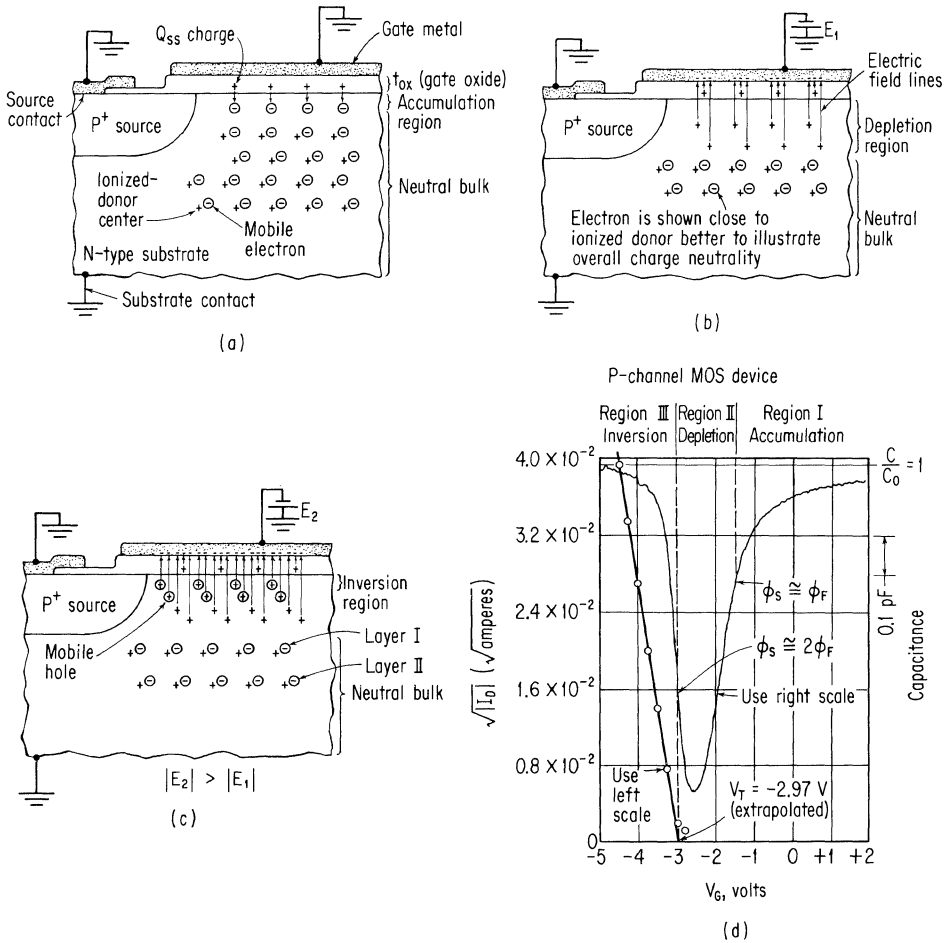 Qss charge
Gate metal
tox (gate oxide)
Accumulation
region
Source
contact
P+ source
Ionized-
donor
center
Mobile
electron
Neutral bulk
N-type substrate
Substrate contact
(a)
E1
Electric
field lines
P+ source
Depletion
region
Electron is shown close to
ionized donor better to illustrate
overall charge neutrality
Neutral
bulk
(b)
E2
P+ source
Inversion
region
Mobile
hole
Layer I
Layer II
Neutral bulk
|E2| > |E1|
(c)
P-channel MOS device
Region III
Inversion
Region II
Depletion
Region I
Accumulation
4.0 × 10⁻²
3.2 × 10⁻²
2.4 × 10⁻²
1.6 × 10⁻²
0.8 × 10⁻²
0
√|ID| (√amperes)
C/C0 = 1
0.1 pF
Capacitance
ϕs ≅ ϕF
ϕs ≅ 2ϕF
Use right scale
Use
left
scale
VT = -2.97 V
(extrapolated)
-5 -4 -3 -2 -1 0 +1 +2
VG, volts
(d)